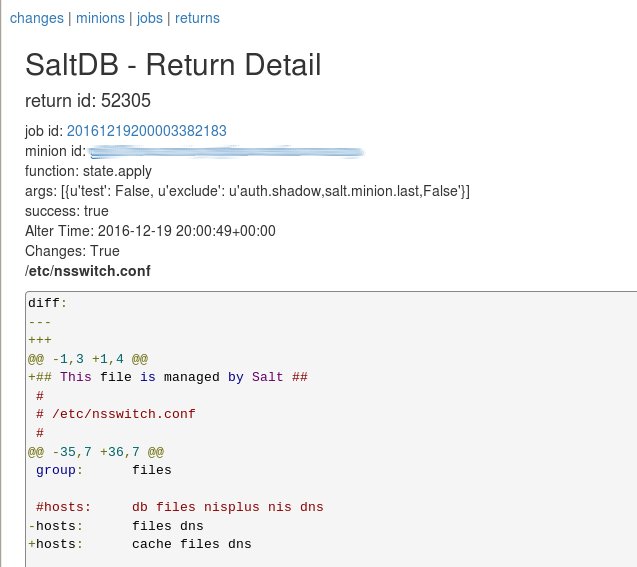 changes | minions | jobs | returns
SaltDB - Return Detail
return id: 52305
job id: 20161219200003382183
minion id:
function: state.apply
args: [{u'test': False, u'exclude': u'auth.shadow,salt.minion.last,False'}]
success: true
Alter Time: 2016-12-19 20:00:49+00:00
Changes: True
/etc/nsswitch.conf
diff:
---
+++
@@ -1,3 +1,4 @@
+## This file is managed by Salt ##
 #
 # /etc/nsswitch.conf
 #
@@ -35,7 +36,7 @@
 group:      files
 #hosts:     db files nisplus nis dns
-hosts:      files dns
+hosts:      cache files dns